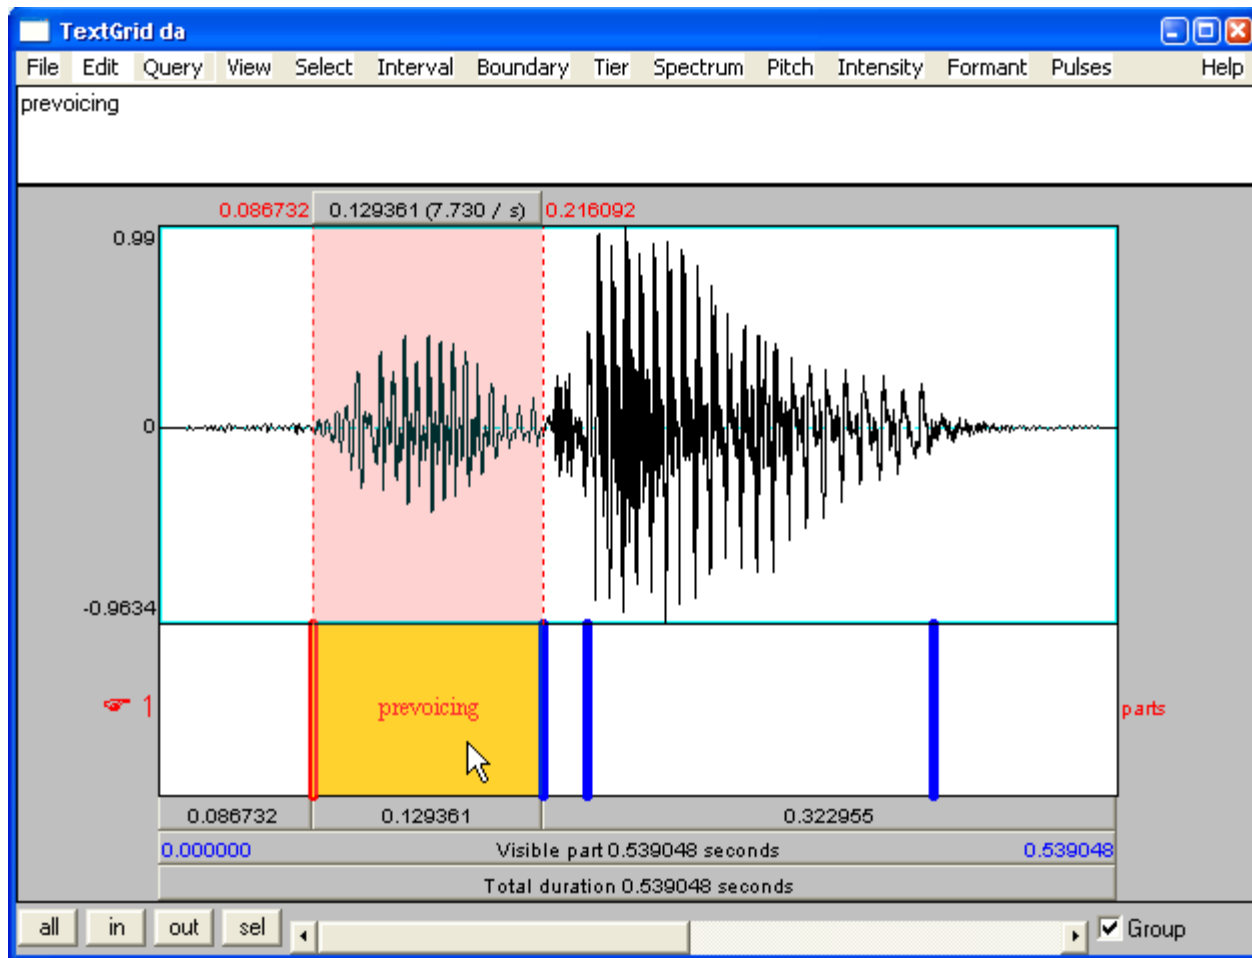 TextGrid da
File Edit Query View Select Interval Boundary Tier Spectrum Pitch Intensity Formant Pulses Help
prevoicing
0.086732 0.129361 (7.730 / s) 0.216092
0.99
0
-0.9634
1 prevoicing parts
0.086732 0.129361 0.322955
0.000000 Visible part 0.539048 seconds 0.539048
Total duration 0.539048 seconds
all in out sel Group